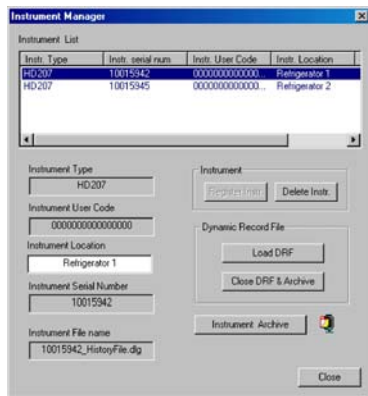 Instrument Manager
Instrument List
Instr. Type Instr. serial num Instr. User Code Instr. Location
HD207 10015942 0000000000000... Refrigerator 1
HD207 10015945 000000000000... Refrigerator 2
Instrument Type
HD207
Instrument User Code
0000000000000000
Instrument Location
Refrigerator 1
Instrument Serial Number
10015942
Instrument File name
10015942_HistoryFile.dlg
Instrument
Register Instr. Delete Instr.
Dynamic Record File
Load DRF
Close DRF & Archive
Instrument Archive
Close